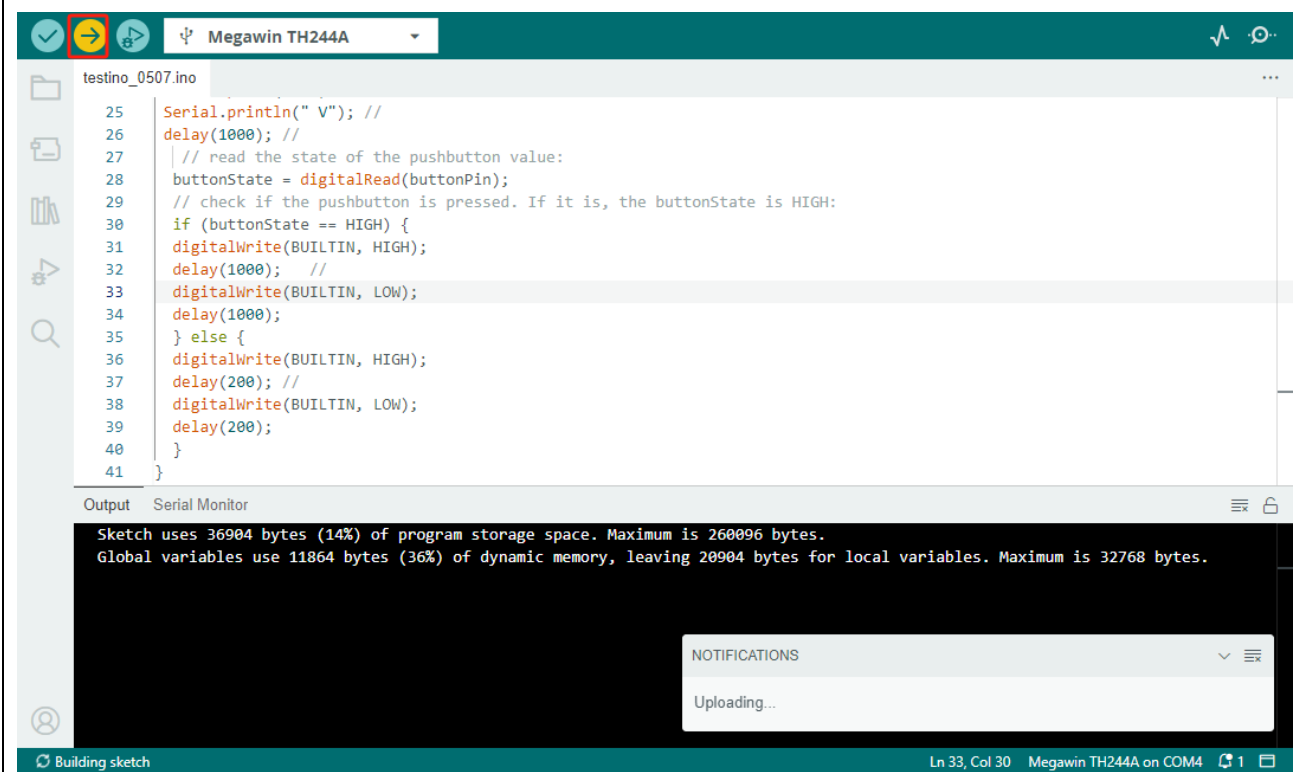 Megawin TH244A
testino_0507.ino
25 Serial.println(" V"); //
26 delay(1000); //
27 // read the state of the pushbutton value:
28 buttonState = digitalRead(buttonPin);
29 // check if the pushbutton is pressed. If it is, the buttonState is HIGH:
30 if (buttonState == HIGH) {
31 digitalWrite(BUILTIN, HIGH);
32 delay(1000); //
33 digitalWrite(BUILTIN, LOW);
34 delay(1000);
35 } else {
36 digitalWrite(BUILTIN, HIGH);
37 delay(200); //
38 digitalWrite(BUILTIN, LOW);
39 delay(200);
40 }
41 }
Output Serial Monitor
Sketch uses 36904 bytes (14%) of program storage space. Maximum is 260096 bytes.
Global variables use 11864 bytes (36%) of dynamic memory, leaving 20904 bytes for local variables. Maximum is 32768 bytes.
NOTIFICATIONS
Uploading...
Building sketch Ln 33, Col 30 Megawin TH244A on COM4 1